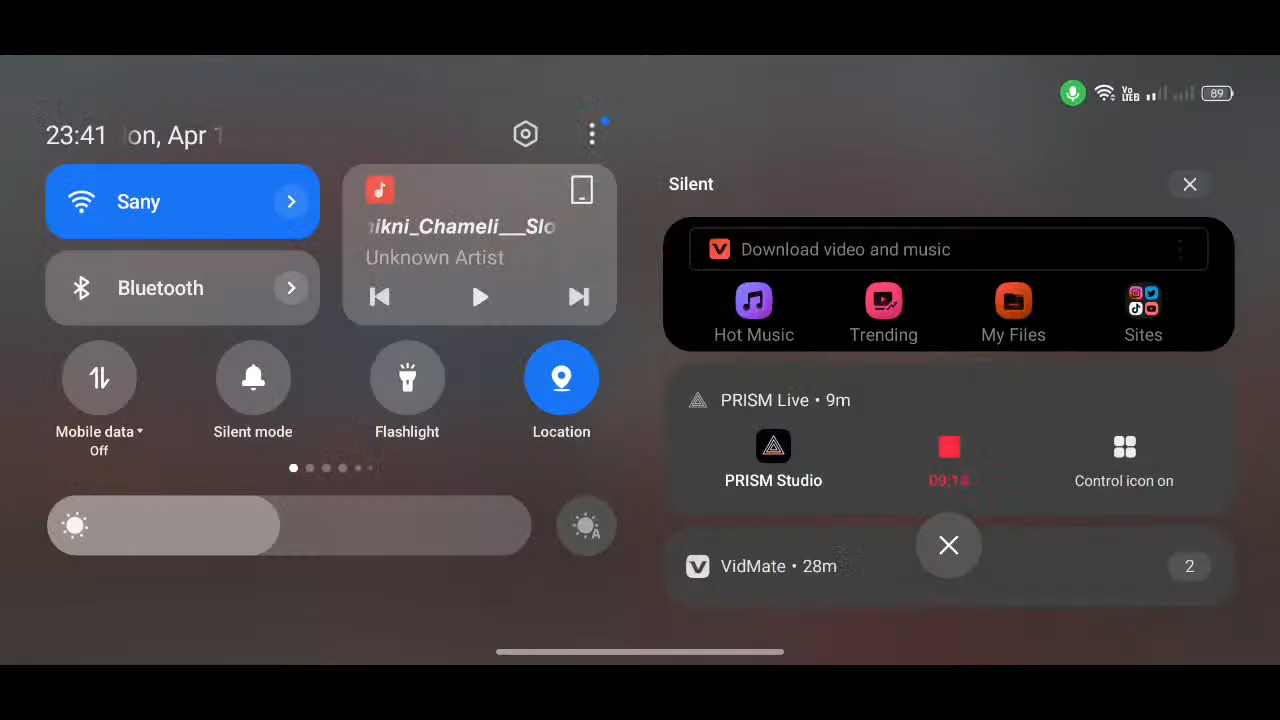 23:41 on, Apr 1
89
Sany
Bluetooth
ikni_Chameli___Slo
Unknown Artist
Mobile data
Off
Silent mode
Flashlight
Location
A
Silent
Download video and music
Hot Music
Trending
My Files
Sites
PRISM Live • 9m
PRISM Studio
09:14
Control icon on
VidMate • 28m
2